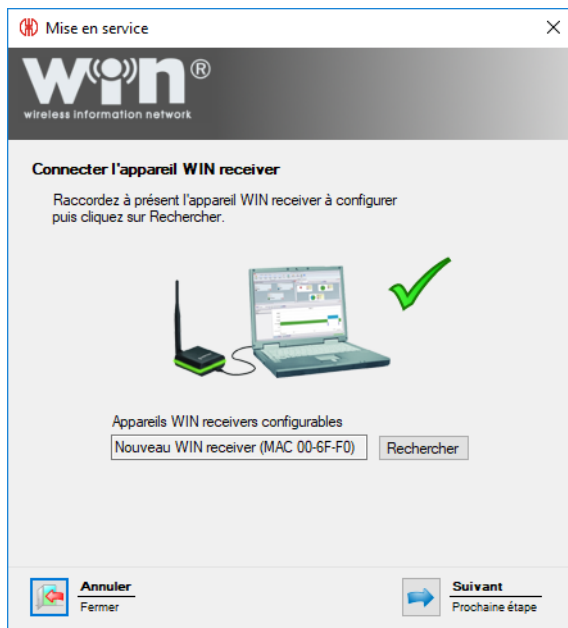 Mise en service
WIN®
wireless information network
Connecter l'appareil WIN receiver
Raccordez à présent l'appareil WIN receiver à configurer
puis cliquez sur Rechercher.
Appareils WIN receivers configurables
Nouveau WIN receiver (MAC 00-6F-F0)
Rechercher
Annuler
Fermer
Suivant
Prochaine étape